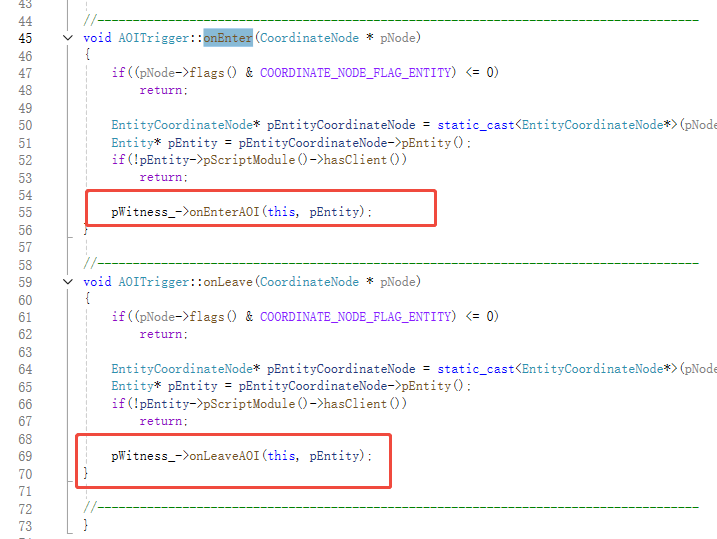 43
44 //-------------------------------------------------------------------------------------
45 void AOITrigger::onEnter(CoordinateNode * pNode)
46 {
47 if((pNode->flags() & COORDINATE_NODE_FLAG_ENTITY) <= 0)
48 return;
49
50 EntityCoordinateNode* pEntityCoordinateNode = static_cast<EntityCoordinateNode*>(pNode
51 Entity* pEntity = pEntityCoordinateNode->pEntity();
52 if(!pEntity->pScriptModule()->hasClient())
53 return;
54
55 pWitness_->onEnterAOI(this, pEntity);
56 }
57
58 //-------------------------------------------------------------------------------------
59 void AOITrigger::onLeave(CoordinateNode * pNode)
60 {
61 if((pNode->flags() & COORDINATE_NODE_FLAG_ENTITY) <= 0)
62 return;
63
64 EntityCoordinateNode* pEntityCoordinateNode = static_cast<EntityCoordinateNode*>(pNod
65 Entity* pEntity = pEntityCoordinateNode->pEntity();
66 if(!pEntity->pScriptModule()->hasClient())
67 return;
68
69 pWitness_->onLeaveAOI(this, pEntity);
70 }
71
72 //-------------------------------------------------------------------------------------
73 }